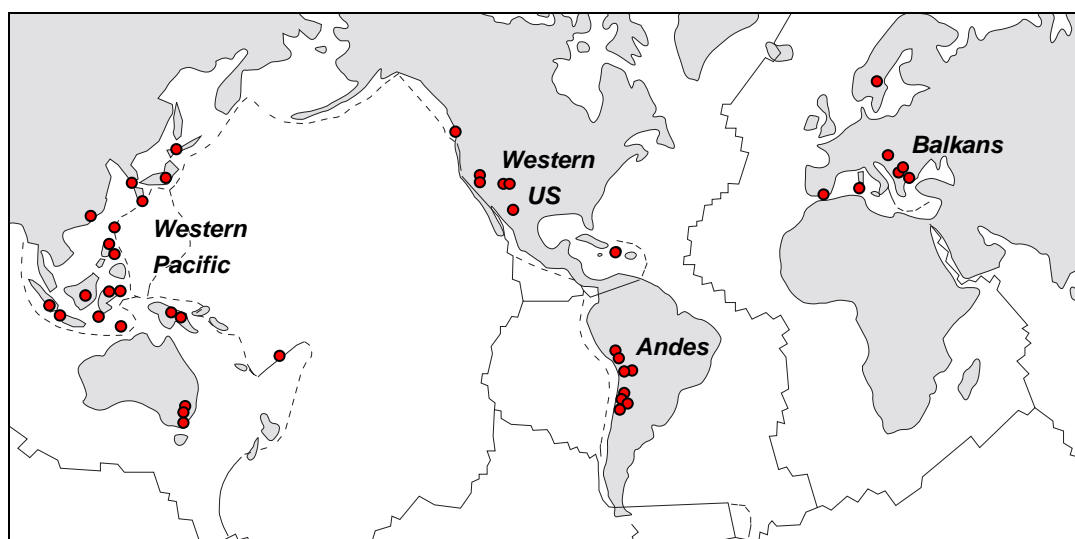 Western
US
Balkans
Western
Pacific
Andes